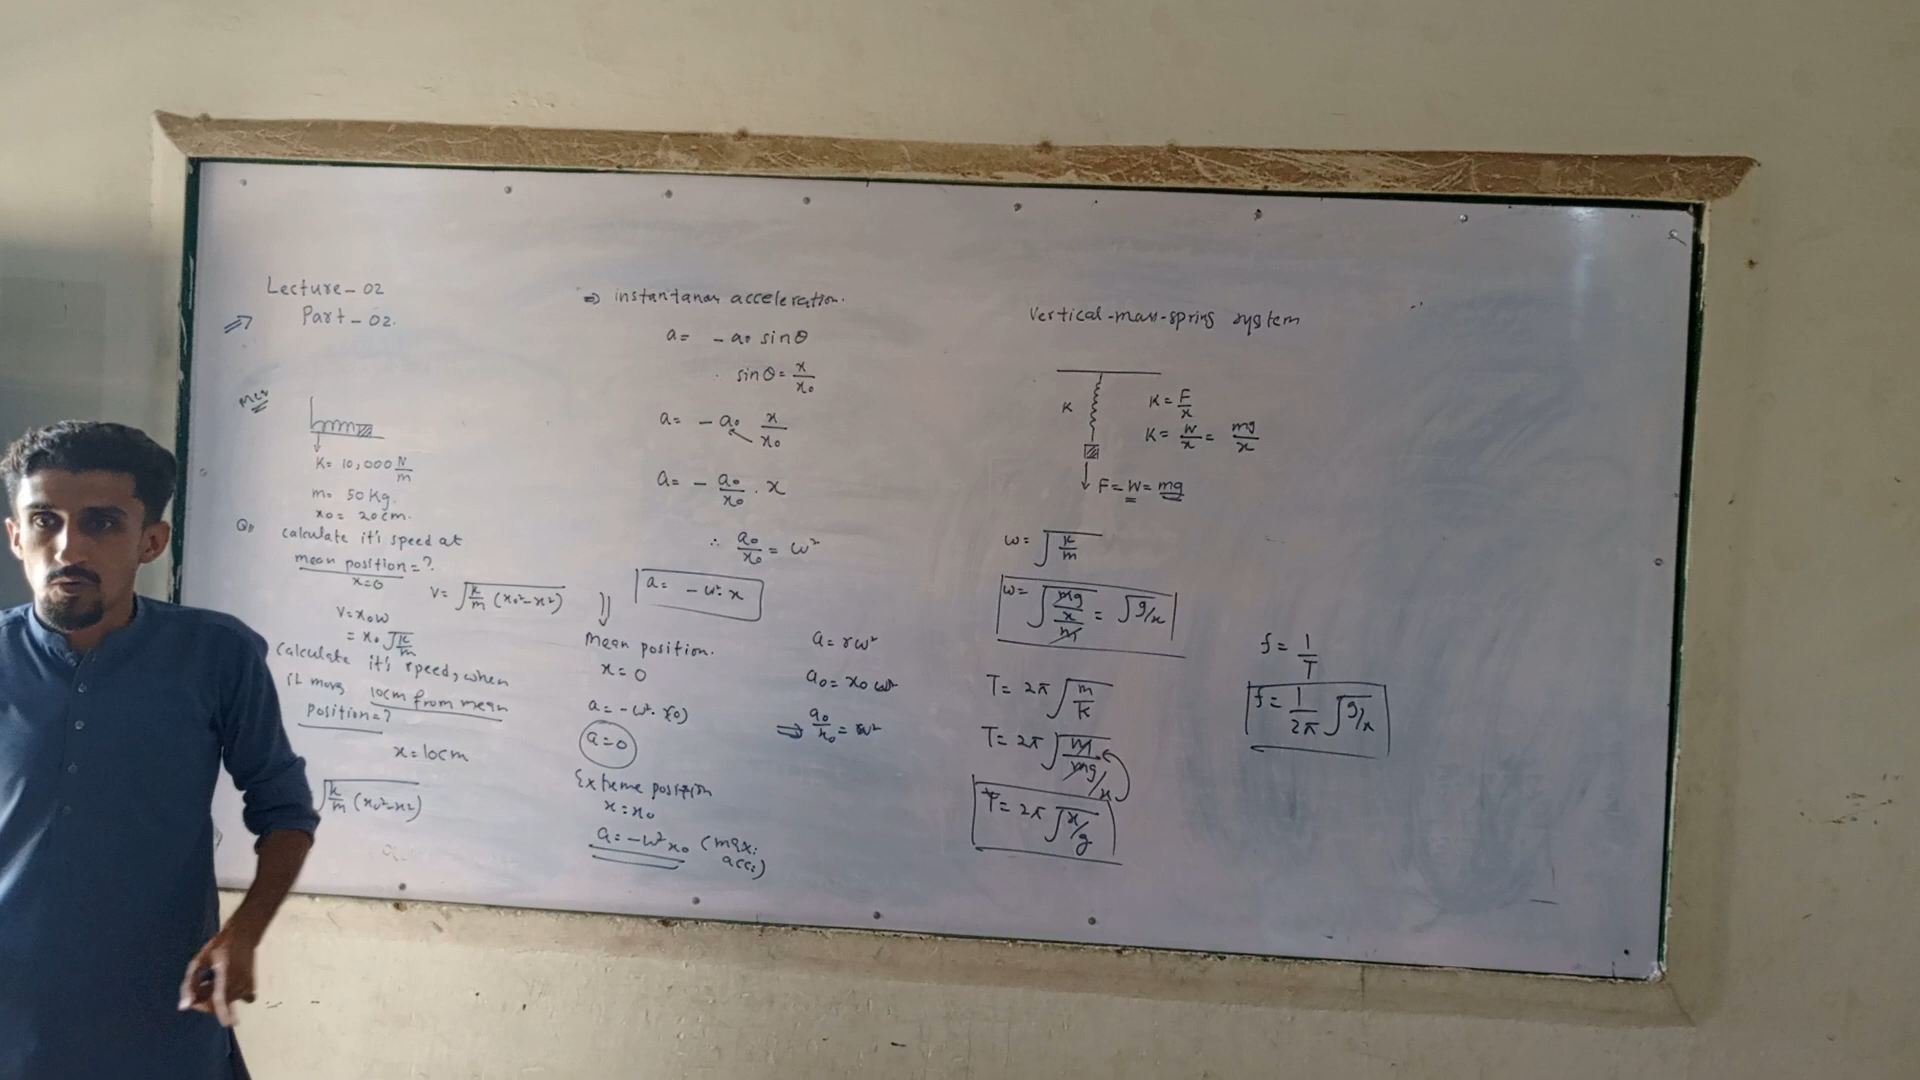 Lecture-02
Part-02.
Mcq
K= 10,000 N/m
m= 50 Kg.
x₀= 20cm.
Q//
calculate it's speed at
mean position=?
x=0
V= √(k/m (x₀²-x²))
V=x₀ω
= x₀ √(k/m)
calculate it's speed, when
it moves 10cm from mean
position=?
x=10cm
√(k/m (x₀²-x²))
⇒ instantanous acceleration.
a= - a₀ sinθ
sinθ= x/x₀
a= - a₀ x/x₀
a= - a₀/x₀ . x
∴ a₀/x₀ = ω²
a= - ω² x
mean position.
x=0
a=-ω².(0)
a=0
Extreme position
x=x₀
a=-ω²x₀ (max. acc:)
a=rω²
a₀=x₀ω²
⇒ a₀/x₀ = ω²
Vertical-mass-spring system
K
K= F/x
K= W/x = mg/x
F=W=mg
ω= √(k/m)
ω= √(mg/x/m) = √(g/x)
T= 2π √(m/k)
T= 2π √(m/mg/x)
T= 2π √(x/g)
f= 1/T
f= 1/2π √(g/x)